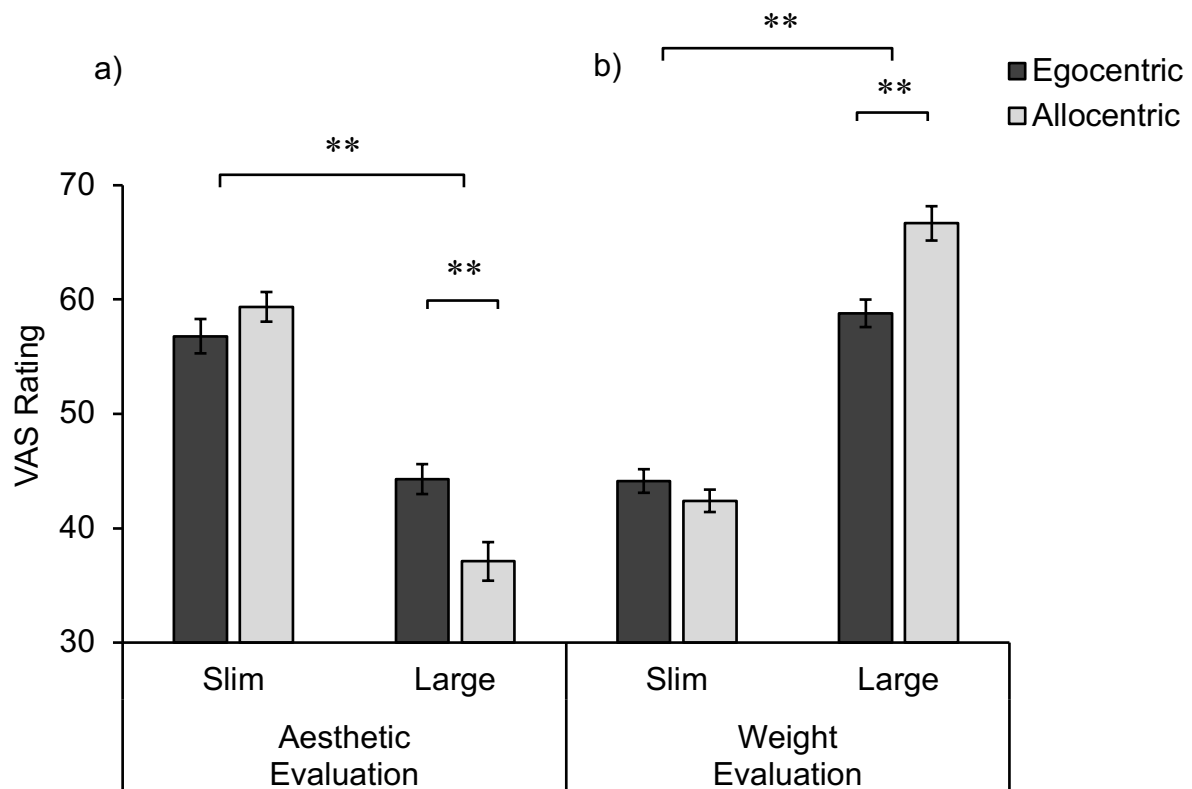 **
a)
b)
Egocentric
**
Allocentric
**
70
**
60
50
40
30
VAS Rating
Slim
Large
Slim
Large
Aesthetic
Evaluation
Weight
Evaluation